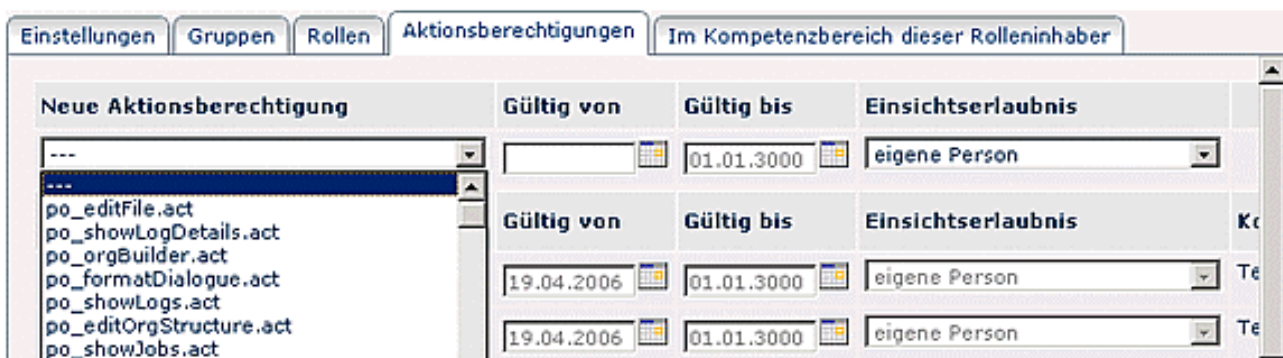 Einstellungen Gruppen Rollen Aktionsberechtigungen Im Kompetenzbereich dieser Rolleninhaber
Neue Aktionsberechtigung Gültig von Gültig bis Einsichtserlaubnis
--- 01.01.3000 eigene Person
---
po_editFile.act
po_showLogDetails.act Gültig von Gültig bis Einsichtserlaubnis
po_orgBuilder.act
po_formatDialogue.act 19.04.2006 01.01.3000 eigene Person Te
po_showLogs.act
po_editOrgStructure.act
po_showJobs.act 19.04.2006 01.01.3000 eigene Person Te